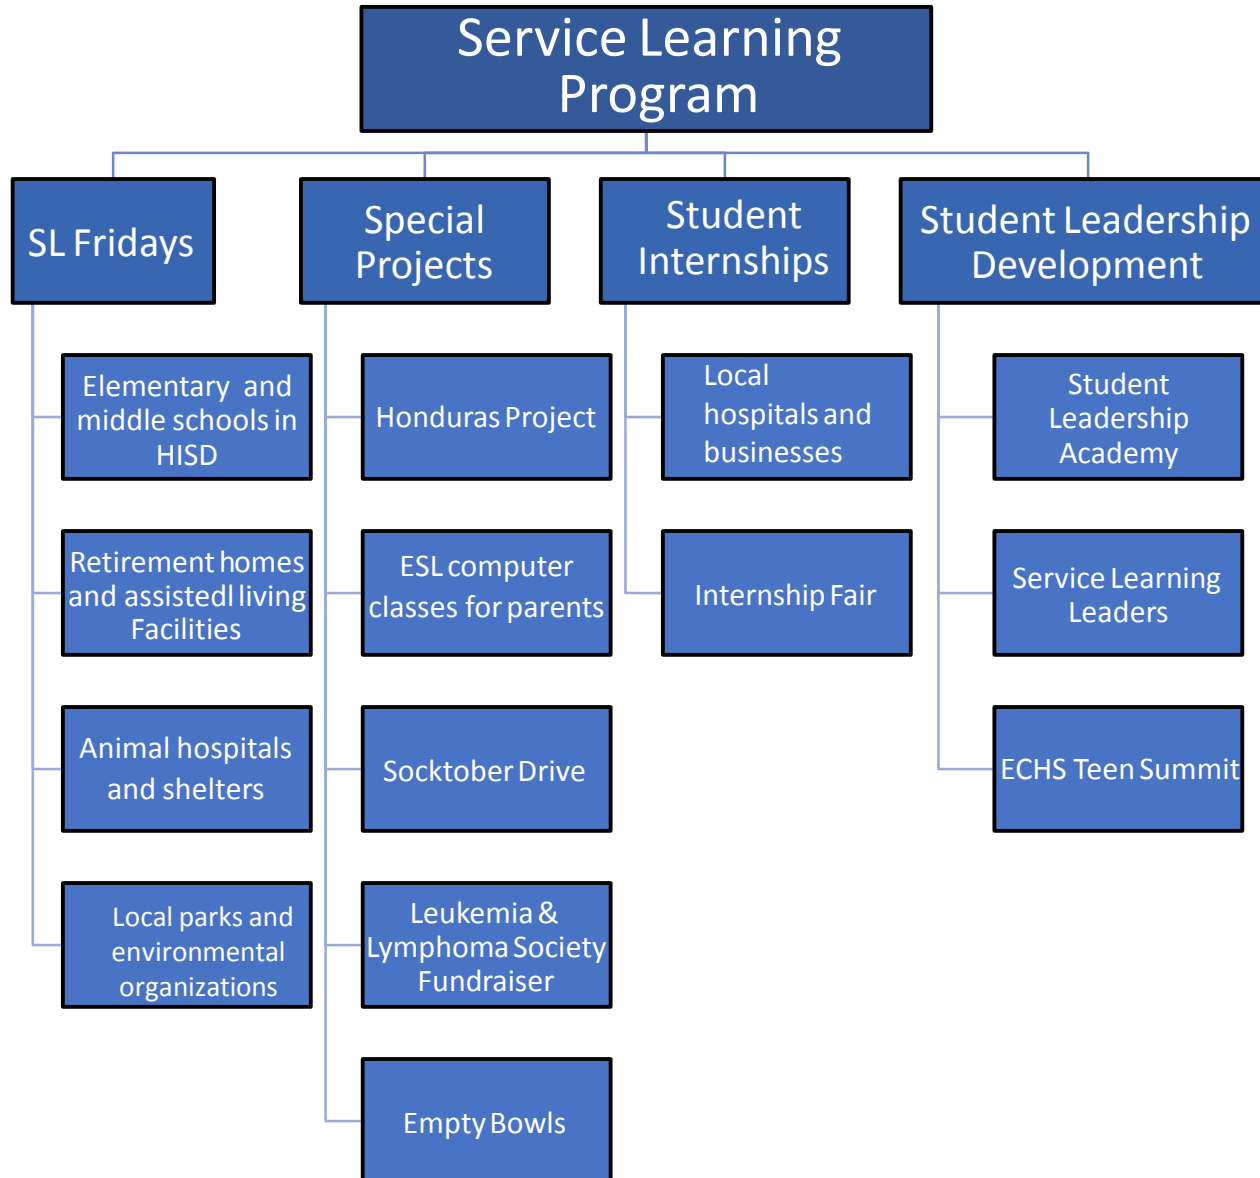 Service Learning
Program
SL Fridays
Special
Projects
Student
Internships
Student Leadership
Development
Elementary and
middle schools in
HISD
Retirement homes
and assistedl living
Facilities
Animal hospitals
and shelters
Local parks and
environmental
organizations
Honduras Project
ESL computer
classes for parents
Socktober Drive
Leukemia &
Lymphoma Society
Fundraiser
Empty Bowls
Local
hospitals and
businesses
Internship Fair
Student
Leadership
Academy
Service Learning
Leaders
ECHS Teen Summit